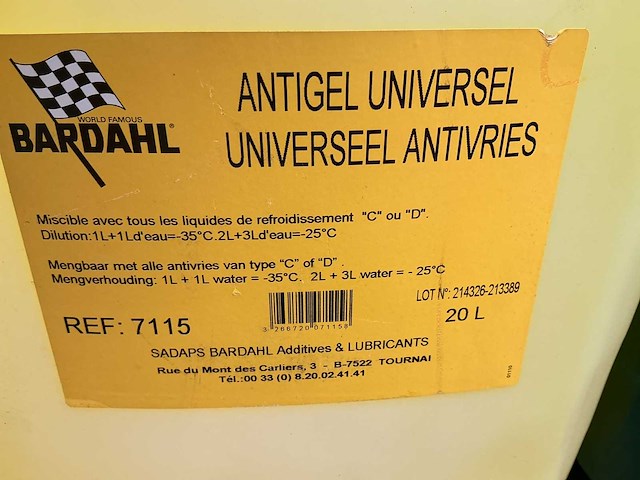 WORLD FAMOUS
BARDAHL®
ANTIGEL UNIVERSEL
UNIVERSEEL ANTIVRIES
Miscible avec tous les liquides de refroidissement "C" ou "D".
Dilution:1L+1Ld'eau=-35°C.2L+3Ld'eau=-25°C
Mengbaar met alle antivries van type "C" of "D" .
Mengverhouding: 1L + 1L water = -35°C. 2L + 3L water = - 25°C
LOT N°: 214326-213389
REF: 7115
3 266720 071158
20 L
SADAPS BARDAHL Additives & LUBRICANTS
Rue du Mont des Carliers, 3 - B-7522 TOURNAI
Tél.:00 33 (0) 8.20.02.41.41